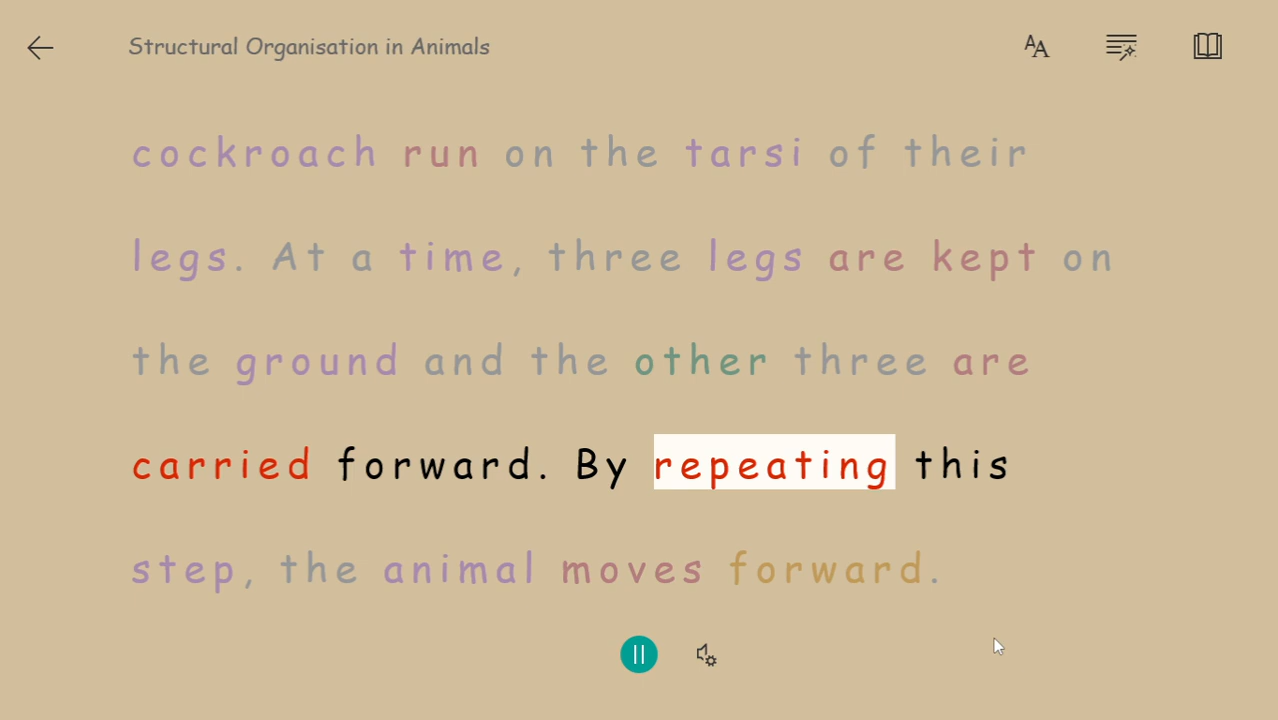 Structural Organisation in Animals
cockroach run on the tarsi of their
legs. At a time, three legs are kept on
the ground and the other three are
carried forward. By repeating this
step, the animal moves forward.